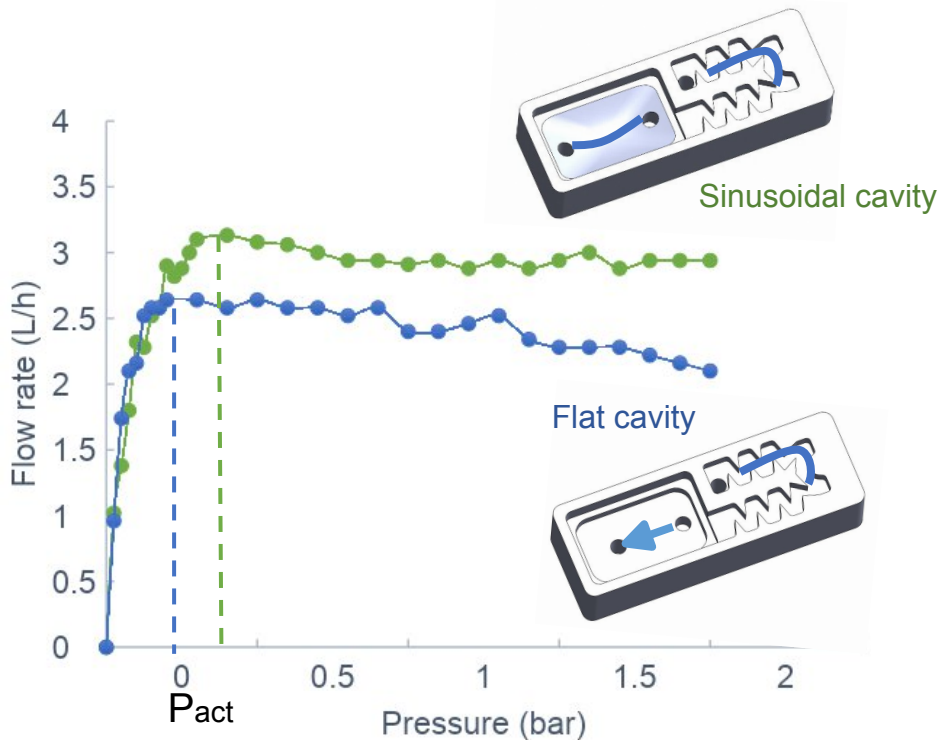 Sinusoidal cavity
4
3.5
3
2.5
2
1.5
1
0.5
0
Flow rate (L/h)
Flat cavity
0 0.5 1 1.5 2
Pact
Pressure (bar)